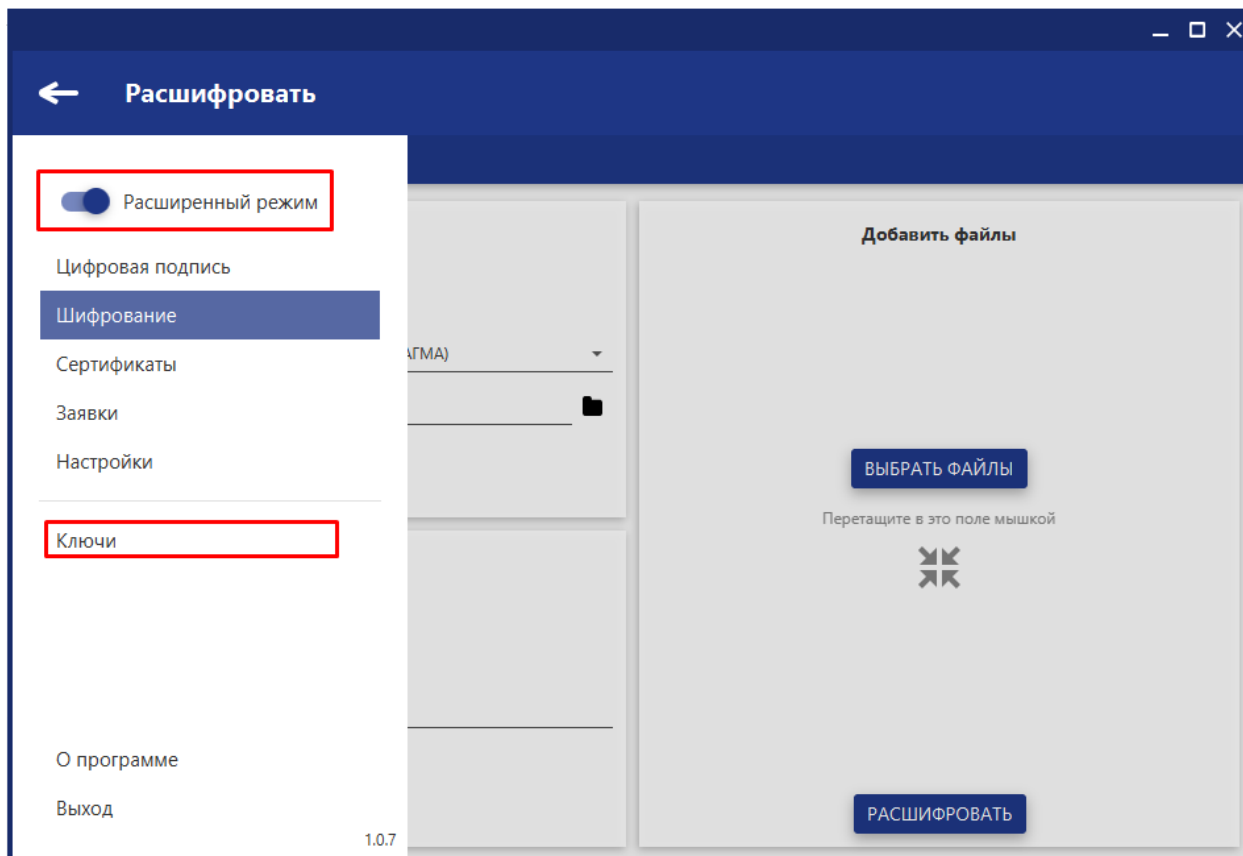 Расшифровать
Расширенный режим
Цифровая подпись
Шифрование
Сертификаты
Заявки
Настройки
Ключи
О программе
Выход
1.0.7
АГМА)
Добавить файлы
ВЫБРАТЬ ФАЙЛЫ
Перетащите в это поле мышкой
РАСШИФРОВАТЬ